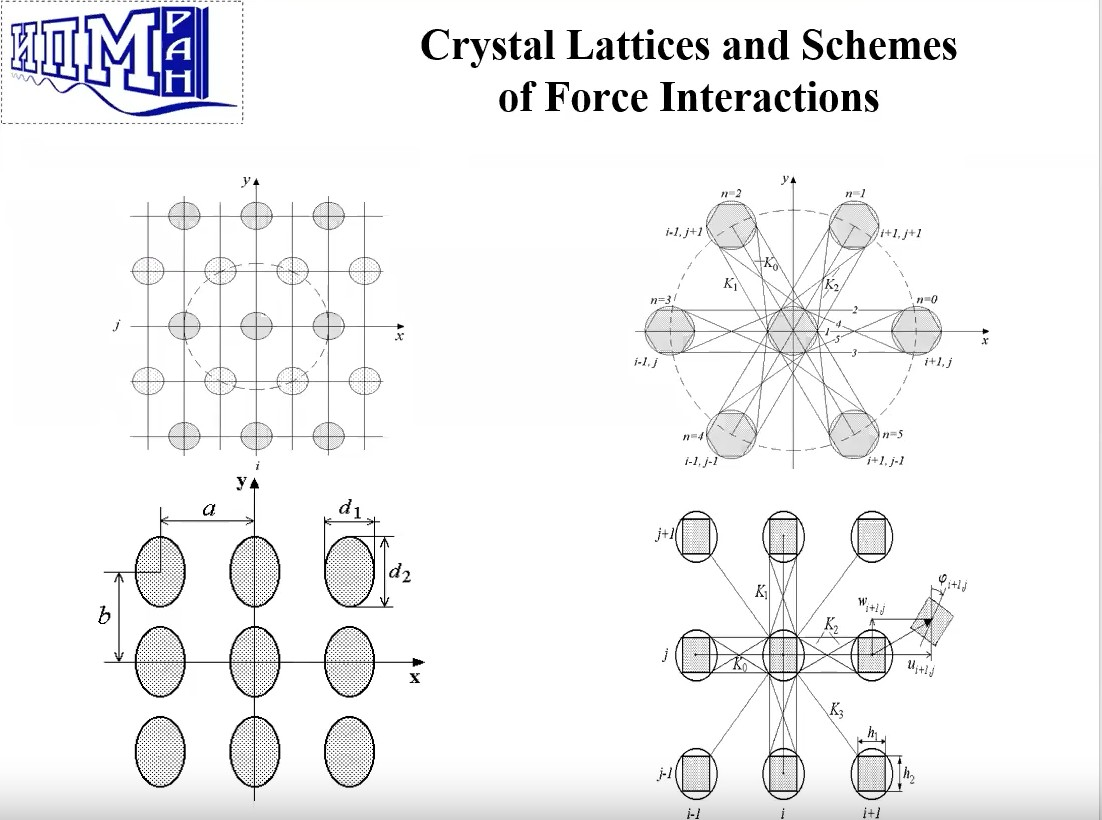 ИПМ
РАН
Crystal Lattices and Schemes
of Force Interactions
y
j
x
i
y
n=2
n=1
i-1, j+1
i+1, j+1
K0
K1
K2
n=3
n=0
2
1
4
5
3
x
i-1, j
i+1, j
n=4
n=5
i-1, j-1
i+1, j-1
y
a
d1
d2
b
x
j+1
K1
φi+1,j
wi+1,j
K2
j
K0
ui+1,j
K3
h1
j-1
h2
i-1
i
i+1